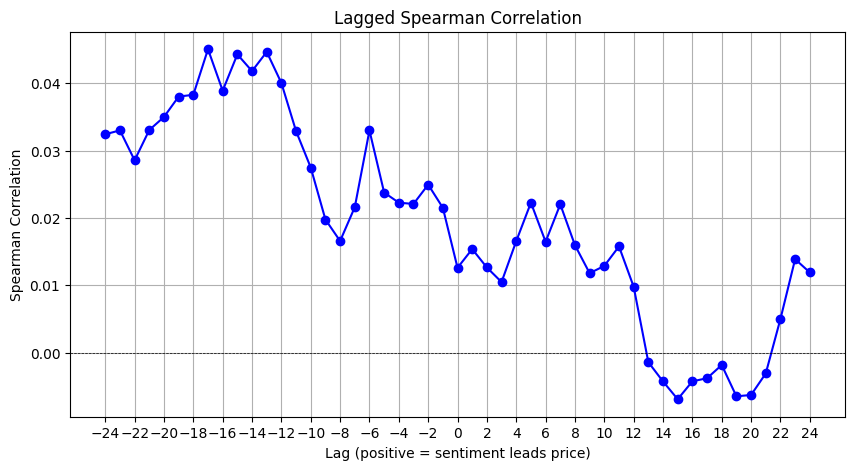 Lagged Spearman Correlation
Spearman Correlation
0.04
0.03
0.02
0.01
0.00
−24 −22 −20 −18 −16 −14 −12 −10 −8 −6 −4 −2 0 2 4 6 8 10 12 14 16 18 20 22 24
Lag (positive = sentiment leads price)